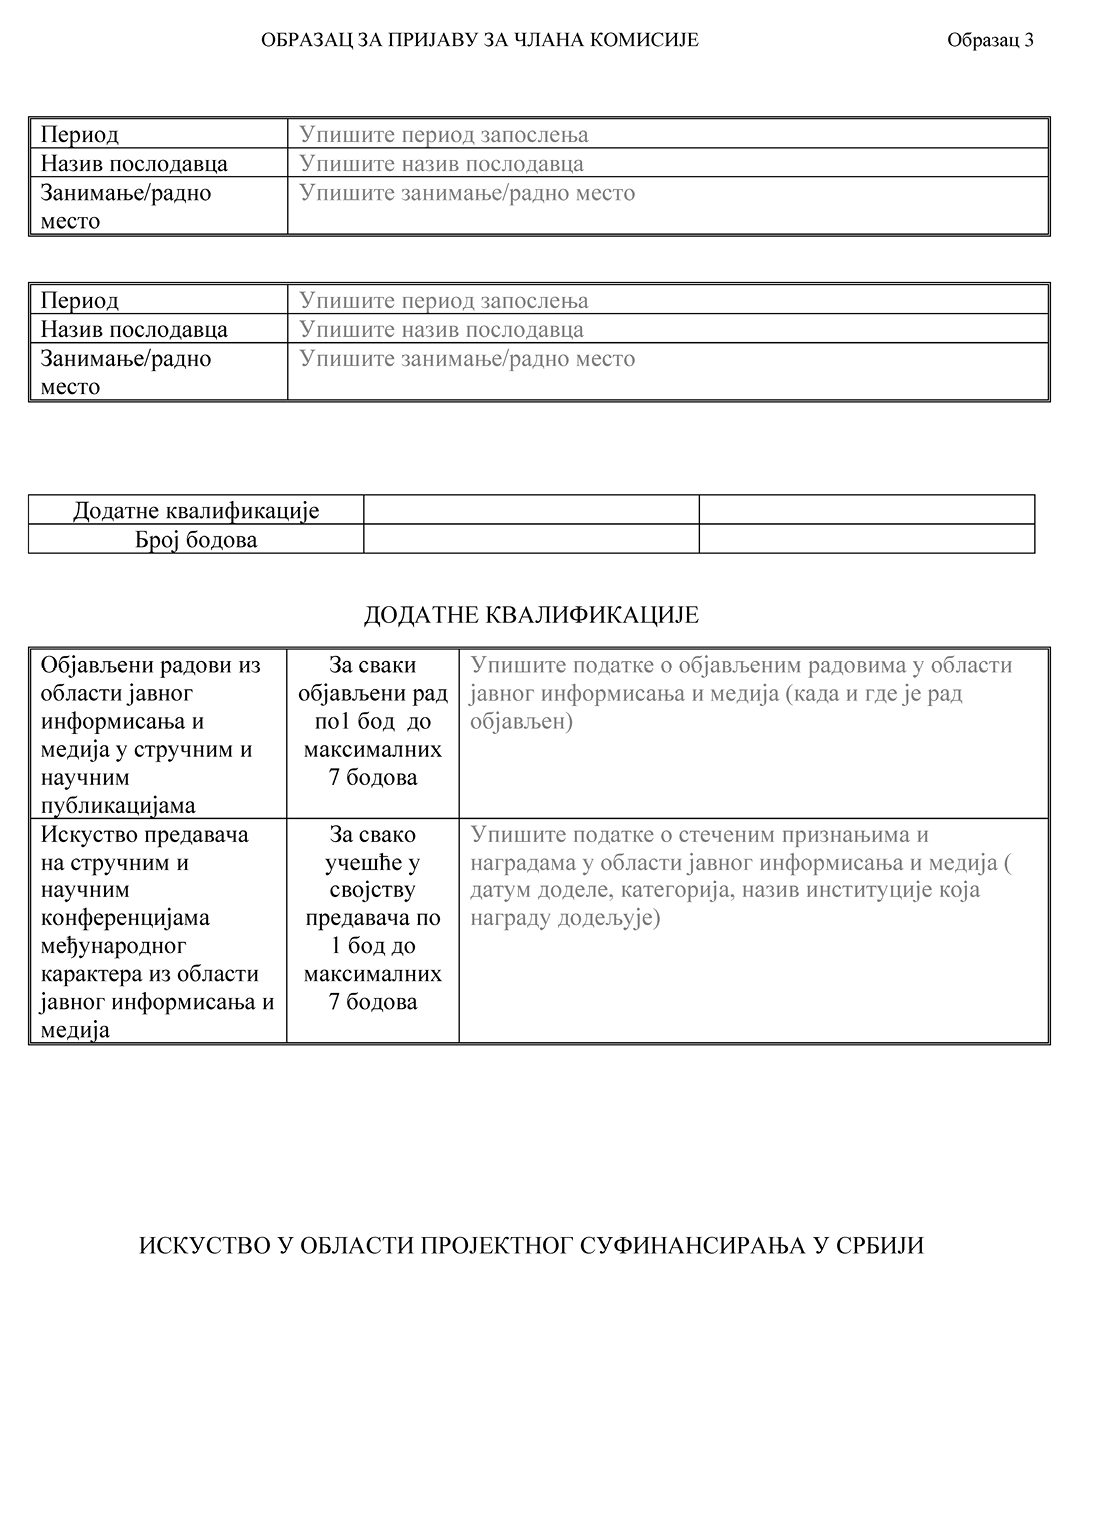 ОБРАЗАЦ ЗА ПРИЈАВУ ЗА ЧЛАНА КОМИСИЈЕ Образац 3
Период Упишите период запослења
Назив послодавца Упишите назив послодавца
Занимање/радно Упишите занимање/радно место
место
Период Упишите период запослења
Назив послодавца Упишите назив послодавца
Занимање/радно Упишите занимање/радно место
место
Додатне квалификације
Број бодова
ДОДАТНЕ КВАЛИФИКАЦИЈЕ
Објављени радови из
области јавног
информисања и
медија у стручним и
научним
публикацијама
За сваки
објављени рад
по1 бод до
максималних
7 бодова
Упишите податке о објављеним радовима у области
јавног информисања и медија (када и где је рад
објављен)
Искуство предавача
на стручним и
научним
конференцијама
међународног
карактера из области
јавног информисања и
медија
За свако
учешће у
својству
предавача по
1 бод до
максималних
7 бодова
Упишите податке о стеченим признањима и
наградама у области јавног информисања и медија (
датум доделе, категорија, назив институције која
награду додељује)
ИСКУСТВО У ОБЛАСТИ ПРОЈЕКТНОГ СУФИНАНСИРАЊА У СРБИЈИ